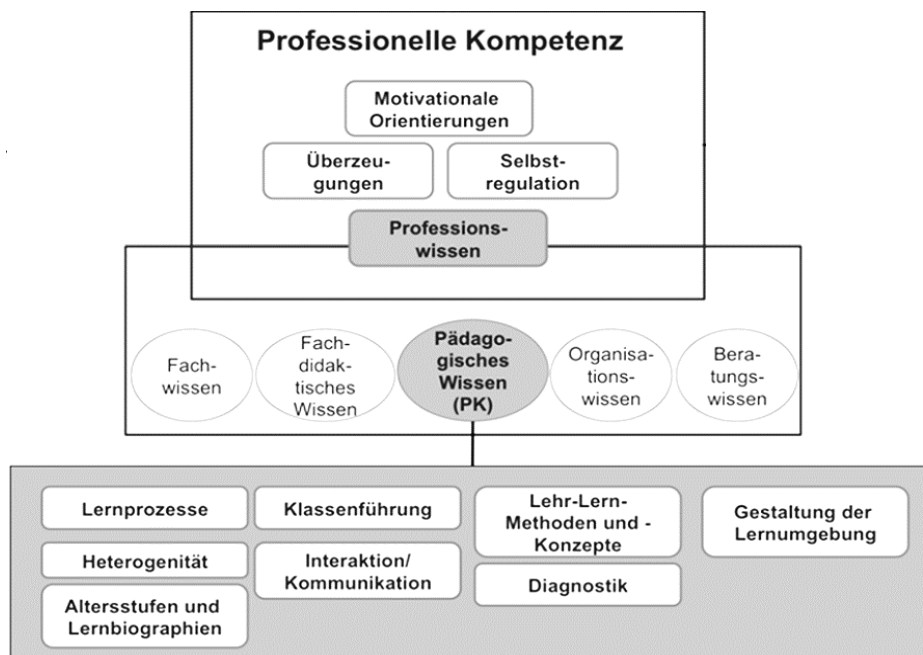 Professionelle Kompetenz
Motivationale
Orientierungen
Überzeu-
gungen
Selbst-
regulation
Professions-
wissen
Fach-
wissen
Fach-
didak-
tisches
Wissen
Pädago-
gisches
Wissen
(PK)
Organisa-
tions-
wissen
Bera-
tungs-
wissen
Lernprozesse
Heterogenität
Altersstufen und
Lernbiographien
Klassenführung
Interaktion/
Kommunikation
Lehr-Lern-
Methoden und -
Konzepte
Diagnostik
Gestaltung der
Lernumgebung